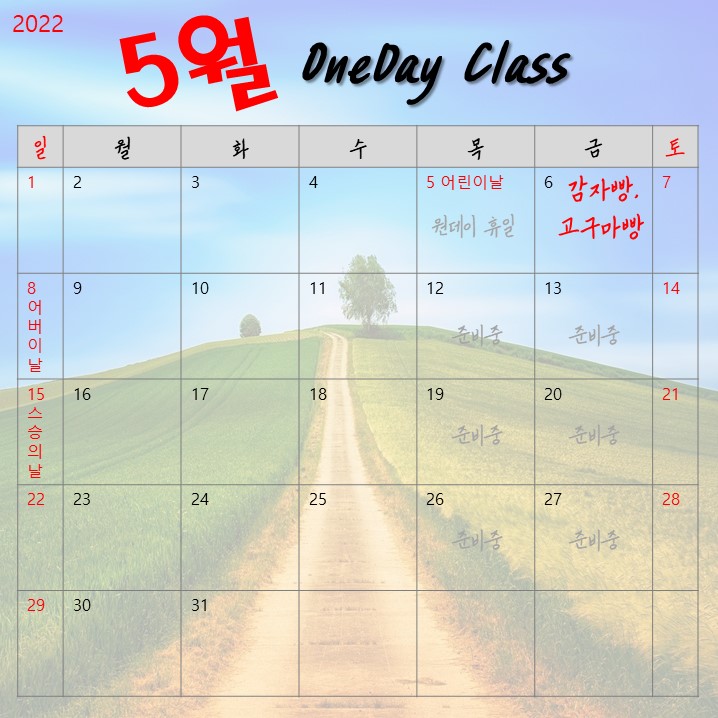 2022
5월 OneDay Class
일 월 화 수 목 금 토
1 2 3 4 5 어린이날 6 감자빵, 7
원데이 휴일 고구마빵
8 9 10 11 12 13 14
어
버
이
날
준비중 준비중
15 16 17 18 19 20 21
스
승
의
날
준비중 준비중
22 23 24 25 26 27 28
준비중 준비중
29 30 31